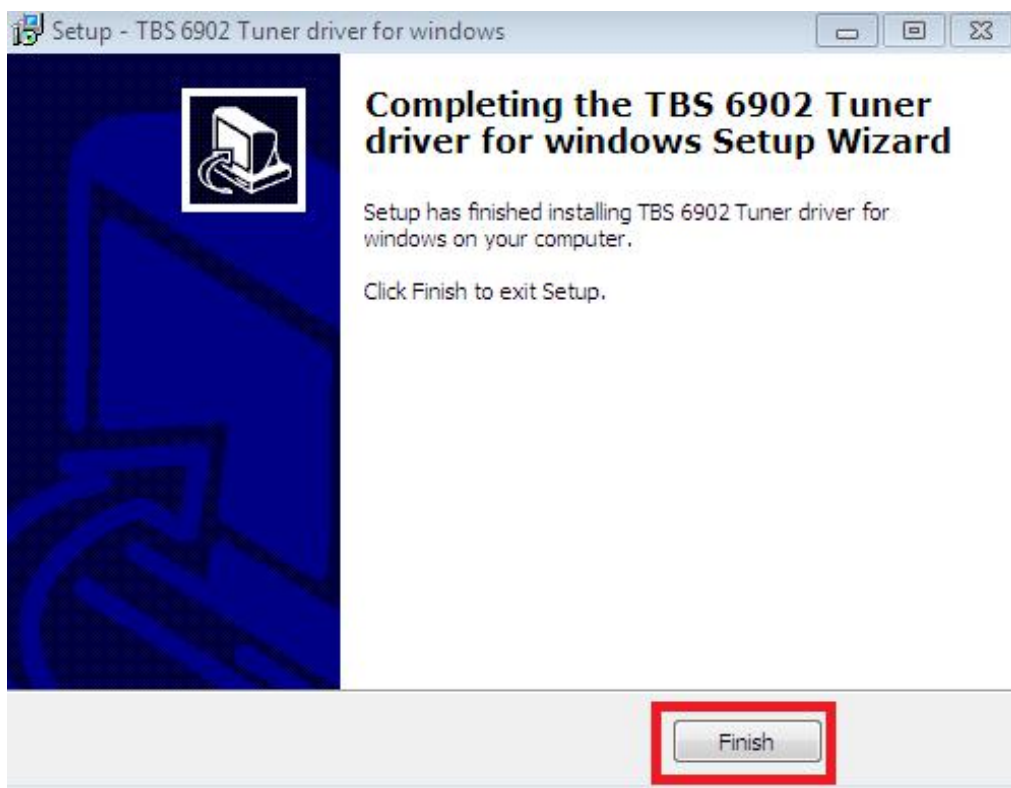 Setup - TBS 6902 Tuner driver for windows
Completing the TBS 6902 Tuner
driver for windows Setup Wizard
Setup has finished installing TBS 6902 Tuner driver for
windows on your computer.
Click Finish to exit Setup.
Finish